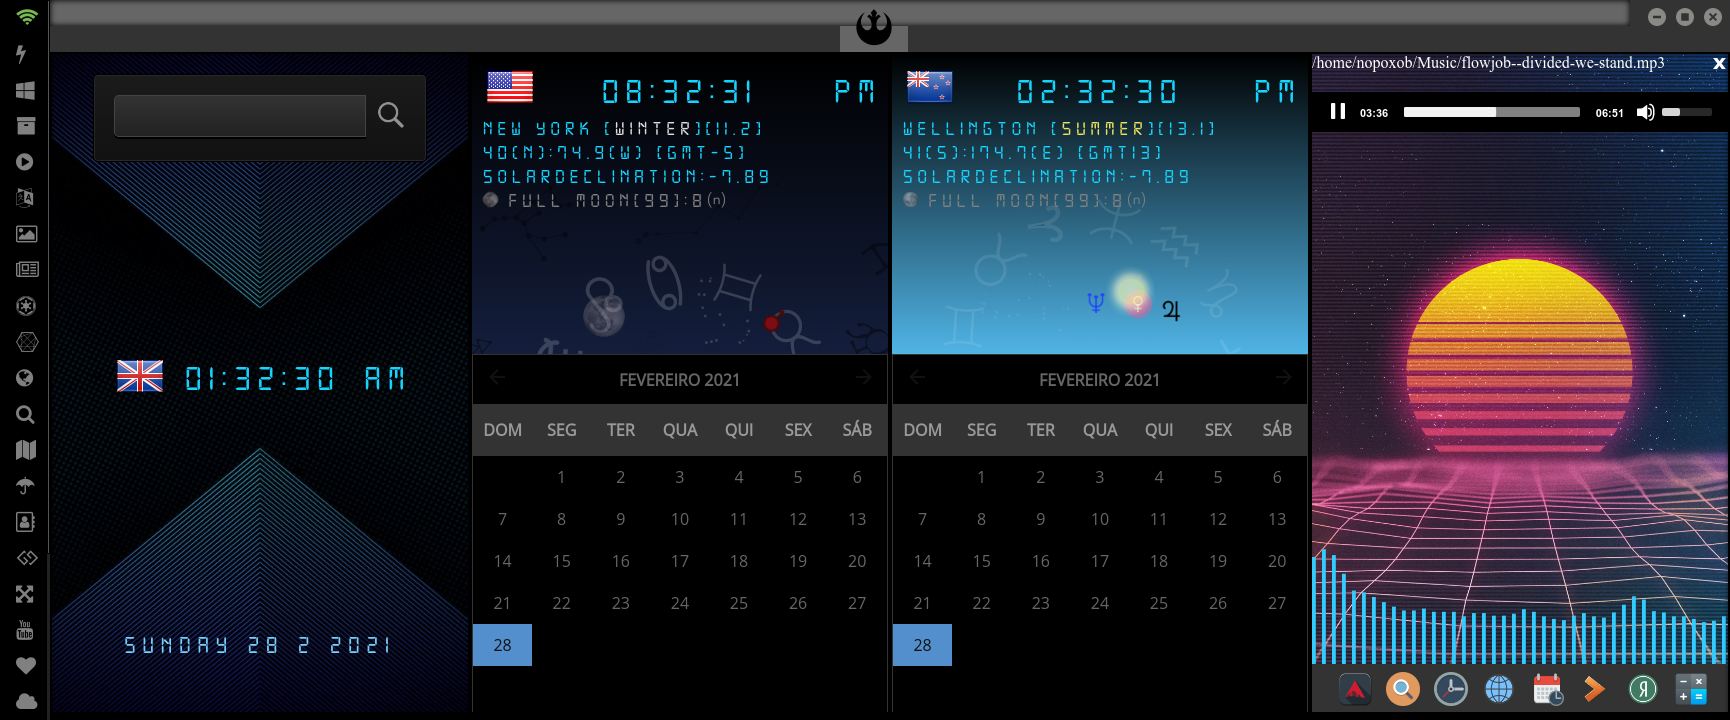 08:32:31 PM
NEW YORK [WINTER][11.2]
40(N):74.9(W) [GMT-5]
SOLARDECLINATION:-7.89
FULL MOON[99]:8(n)
FEVEREIRO 2021
DOM SEG TER QUA QUI SEX SÁB
1 2 3 4 5 6
7 8 9 10 11 12 13
14 15 16 17 18 19 20
21 22 23 24 25 26 27
28
02:32:30 PM
WELLINGTON [SUMMER][13.1]
41(S):174.7(E) [GMT13]
SOLARDECLINATION:-7.89
FULL MOON[99]:8(n)
FEVEREIRO 2021
DOM SEG TER QUA QUI SEX SÁB
1 2 3 4 5 6
7 8 9 10 11 12 13
14 15 16 17 18 19 20
21 22 23 24 25 26 27
28
01:32:30 AM
SUNDAY 28 2 2021
/home/nopoxob/Music/flowjob--divided-we-stand.mp3
x
03:36 06:51
You
Tube
Я